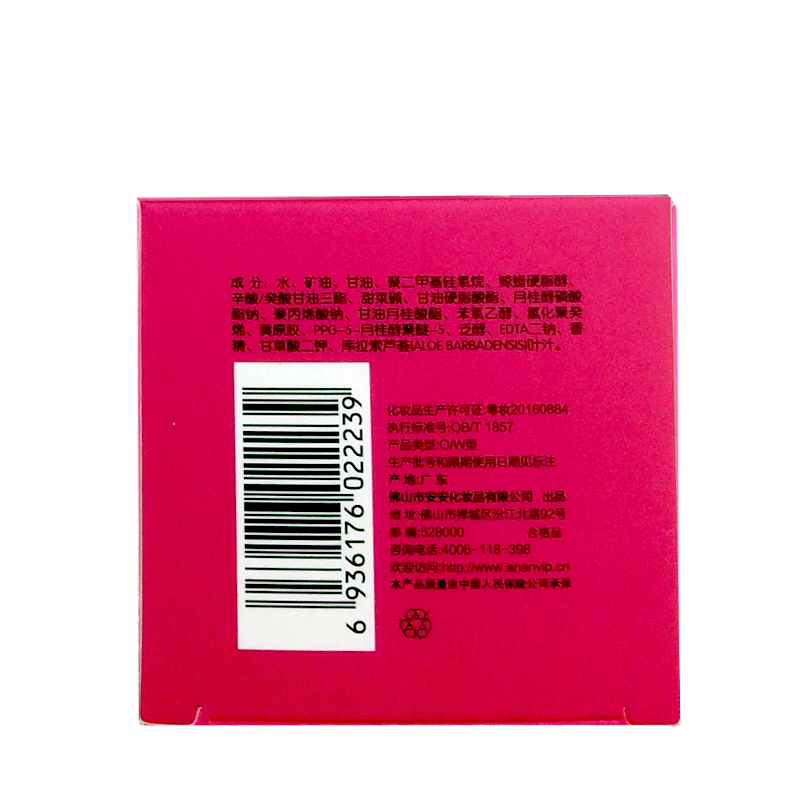 成分：水、矿油、甘油、聚二甲基硅氧烷、鲸蜡硬脂醇、
辛酸/癸酸甘油三酯、甜菜碱、甘油硬脂酸酯、月桂醇磷酸
酯钠、聚丙烯酸钠、甘油月桂酸酯、苯氧乙醇、氢化聚癸
烯、黄原胶、PPG-5-月桂醇聚醚-5、泛醇、EDTA二钠、香
精、甘草酸二钾、库拉索芦荟(ALOE BARBADENSIS)叶汁。
化妆品生产许可证:粤妆20160884
执行标准号:QB/T 1857
产品类型:O/W型
生产批号和限期使用日期见标注
产 地:广 东
佛山市安安化妆品有限公司 出品
地 址:佛山市禅城区汾江北路92号
邮 编:528000 合格品
咨询电话:4006-118-398
欢迎访问:http://www.ananvip.cn
本产品质量由中国人民保险公司承保
6 936176 022239